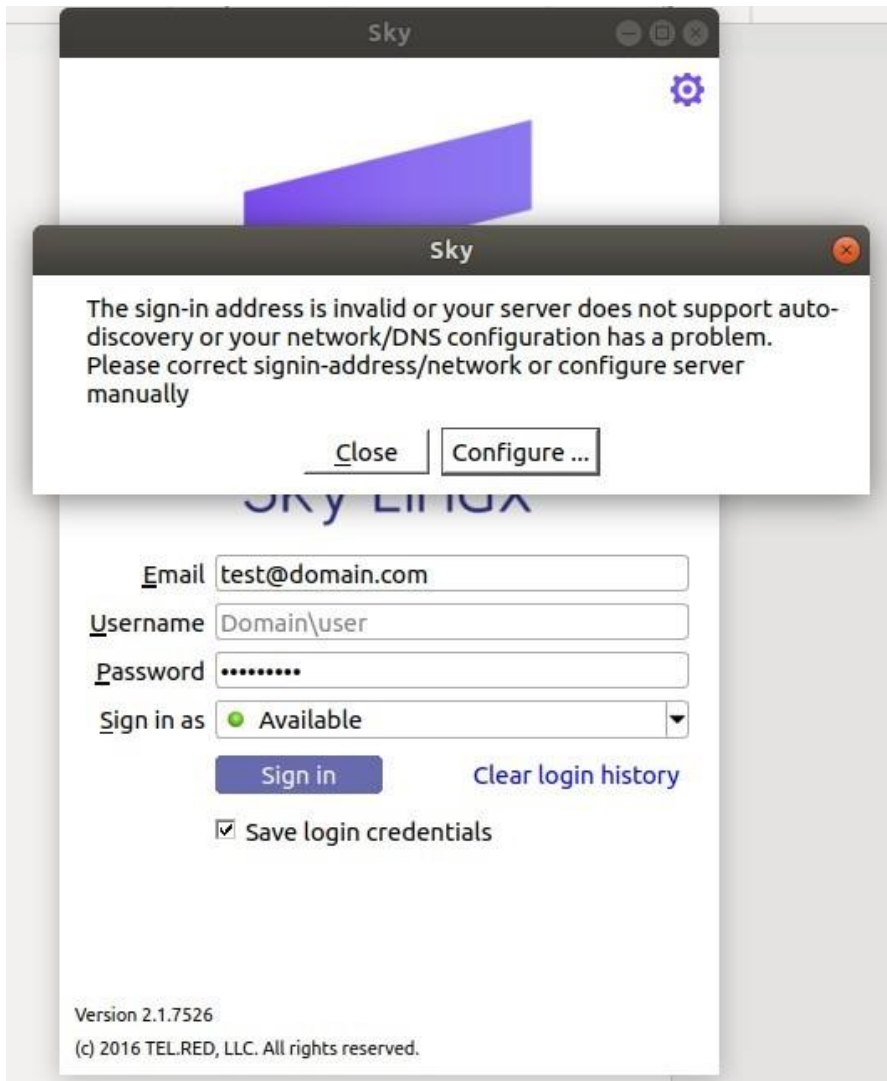 Sky
Sky
The sign-in address is invalid or your server does not support auto-
discovery or your network/DNS configuration has a problem.
Please correct signin-address/network or configure server
manually
Close Configure ...
Email test@domain.com
Username Domain\user
Password •••••••••
Sign in as Available
Sign in Clear login history
Save login credentials
Version 2.1.7526
(c) 2016 TEL.RED, LLC. All rights reserved.